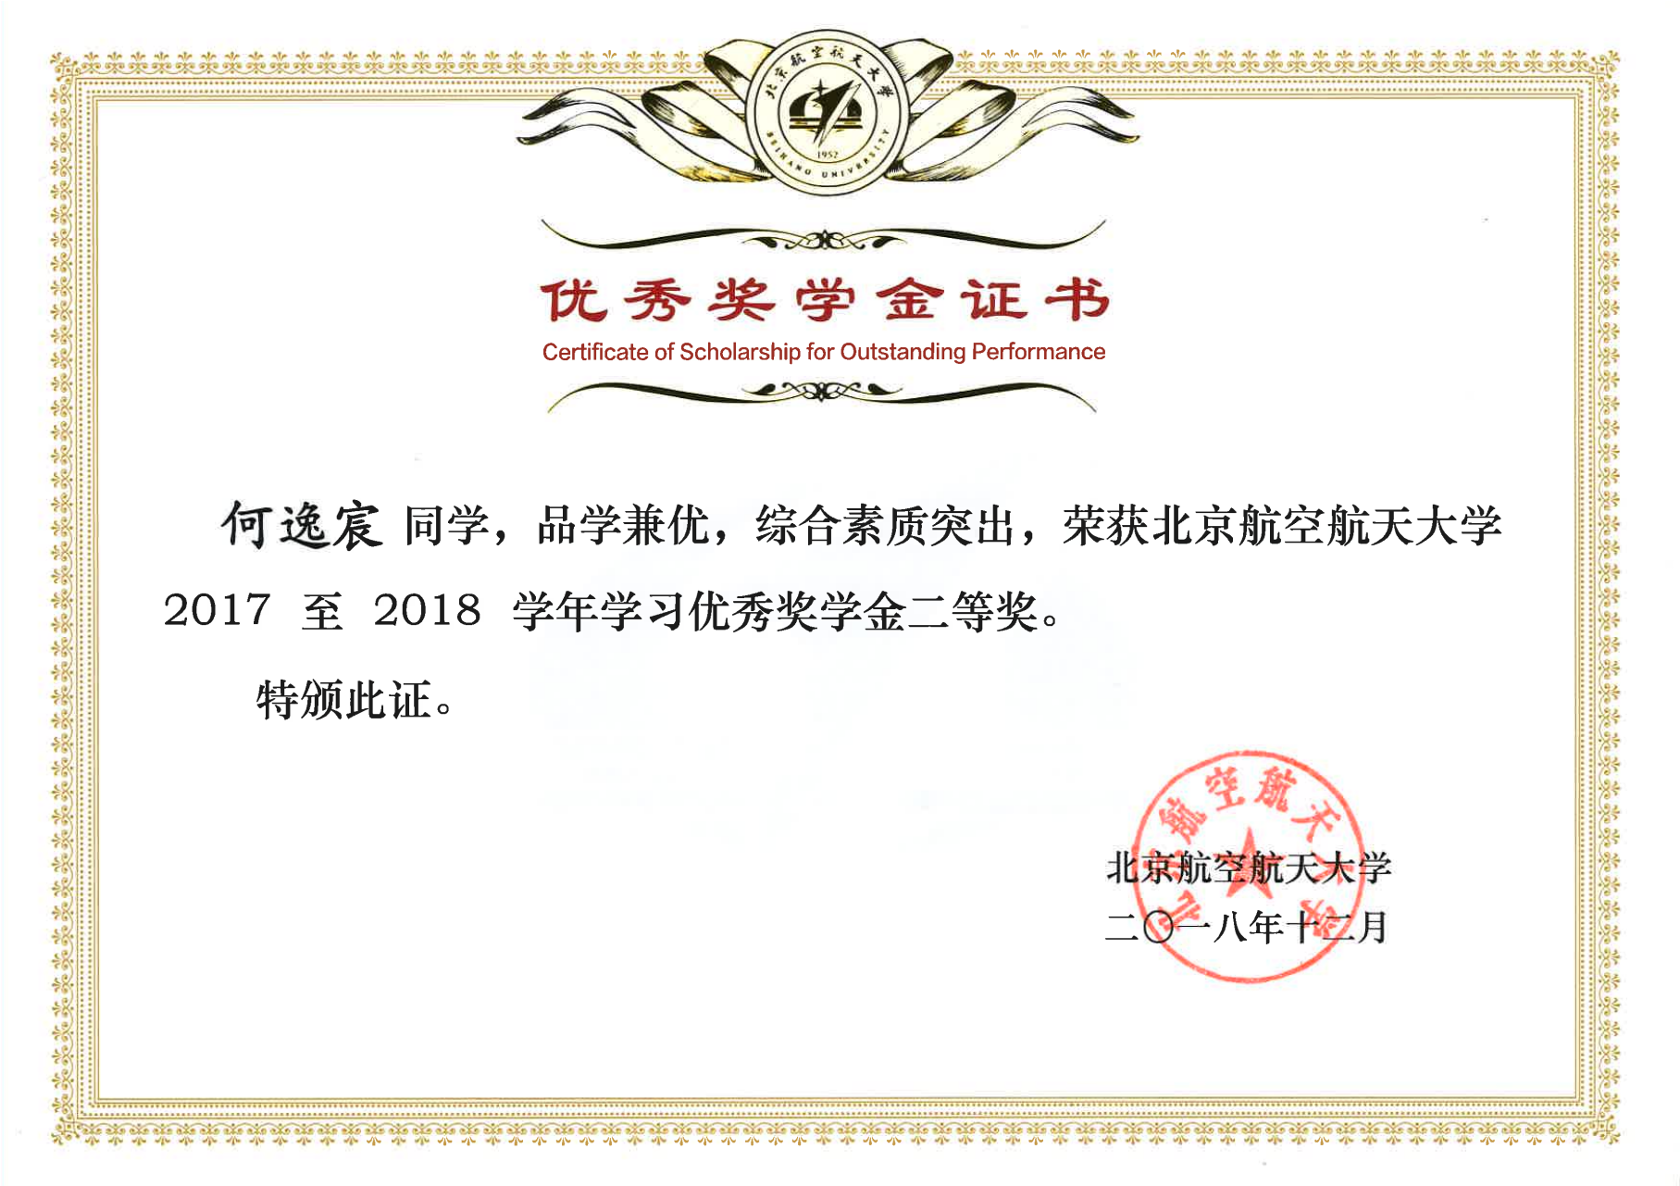 北京航空航天大学
1952
BEIHANG UNIVERSITY
优秀奖学金证书
Certificate of Scholarship for Outstanding Performance
何逸宸 同学，品学兼优，综合素质突出，荣获北京航空航天大学
2017 至 2018 学年学习优秀奖学金二等奖。
特颁此证。
北京航空航天大学
北京航空航天大学
二〇一八年十二月